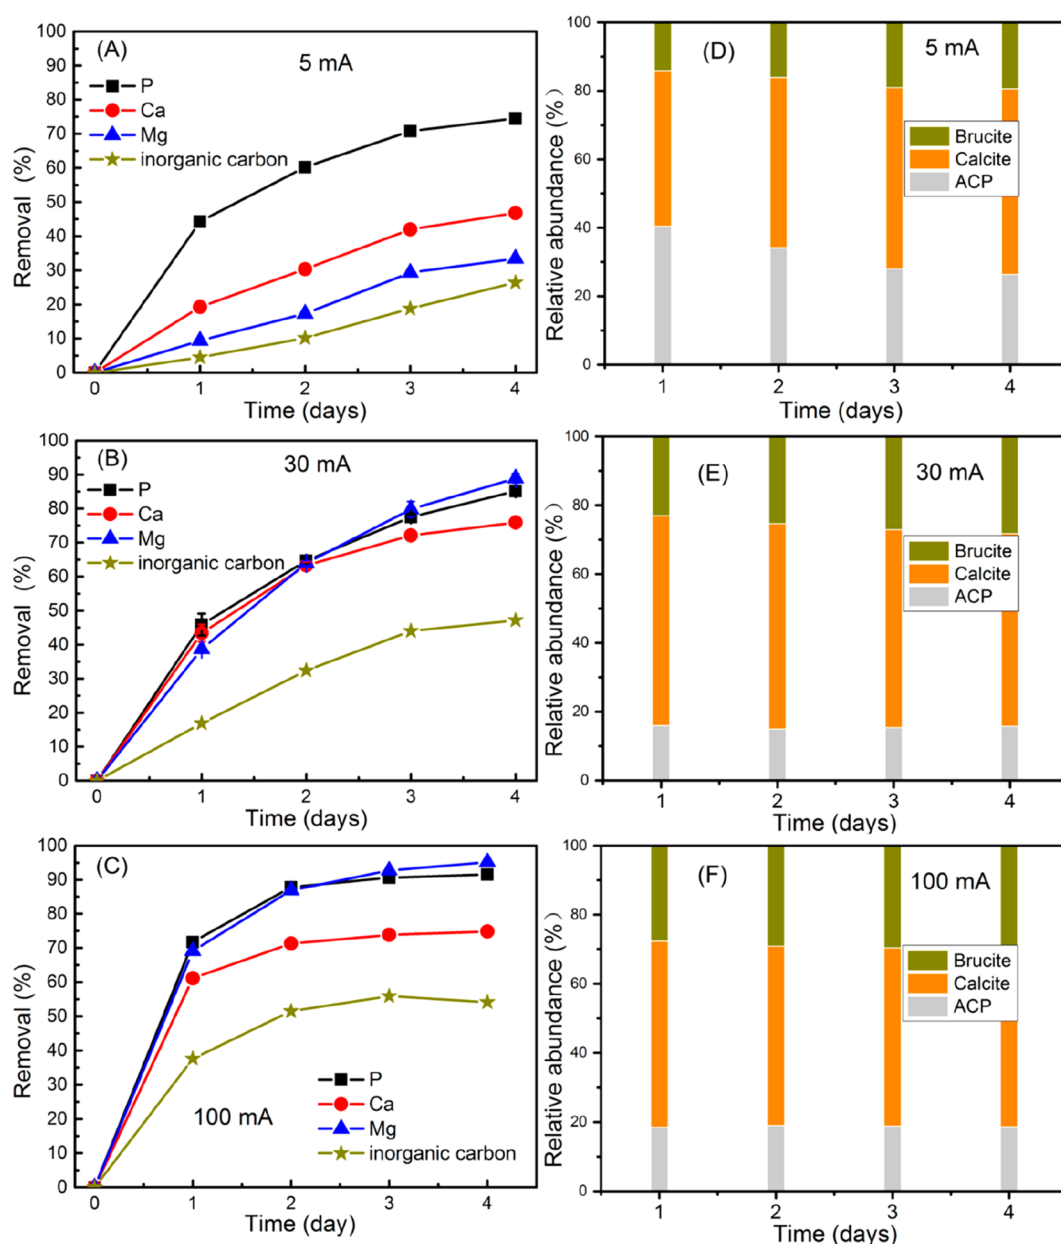 (A)
5 mA
P
Ca
Mg
inorganic carbon
Removal (%)
100
90
80
70
60
50
40
30
20
10
0
0 1 2 3 4
Time (days)
(D)
5 mA
Brucite
Calcite
ACP
Relative abundance (%)
100
80
60
40
20
0
1 2 3 4
Time (days)
(B)
30 mA
P
Ca
Mg
inorganic carbon
Removal (%)
100
90
80
70
60
50
40
30
20
10
0
0 1 2 3 4
Time (days)
(E)
30 mA
Brucite
Calcite
ACP
Relative abundance (%)
100
80
60
40
20
0
1 2 3 4
Time (days)
(C)
100 mA
P
Ca
Mg
inorganic carbon
Removal (%)
100
90
80
70
60
50
40
30
20
10
0
0 1 2 3 4
Time (day)
(F)
100 mA
Brucite
Calcite
ACP
Relative abundance (%)
100
80
60
40
20
0
1 2 3 4
Time (days)